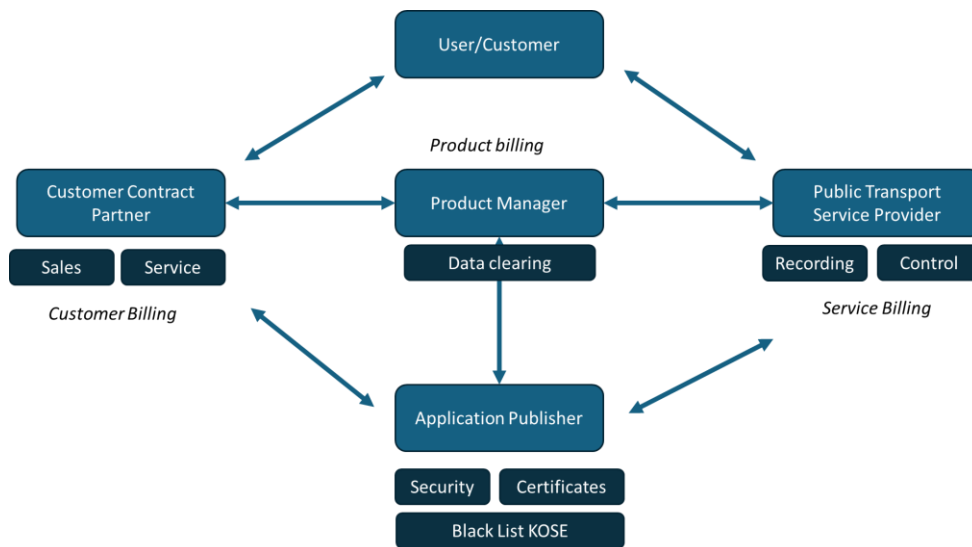 User/Customer
Product billing
Customer Contract
Partner
Product Manager
Public Transport
Service Provider
Sales
Service
Data clearing
Recording
Control
Customer Billing
Service Billing
Application Publisher
Security
Certificates
Black List KOSE